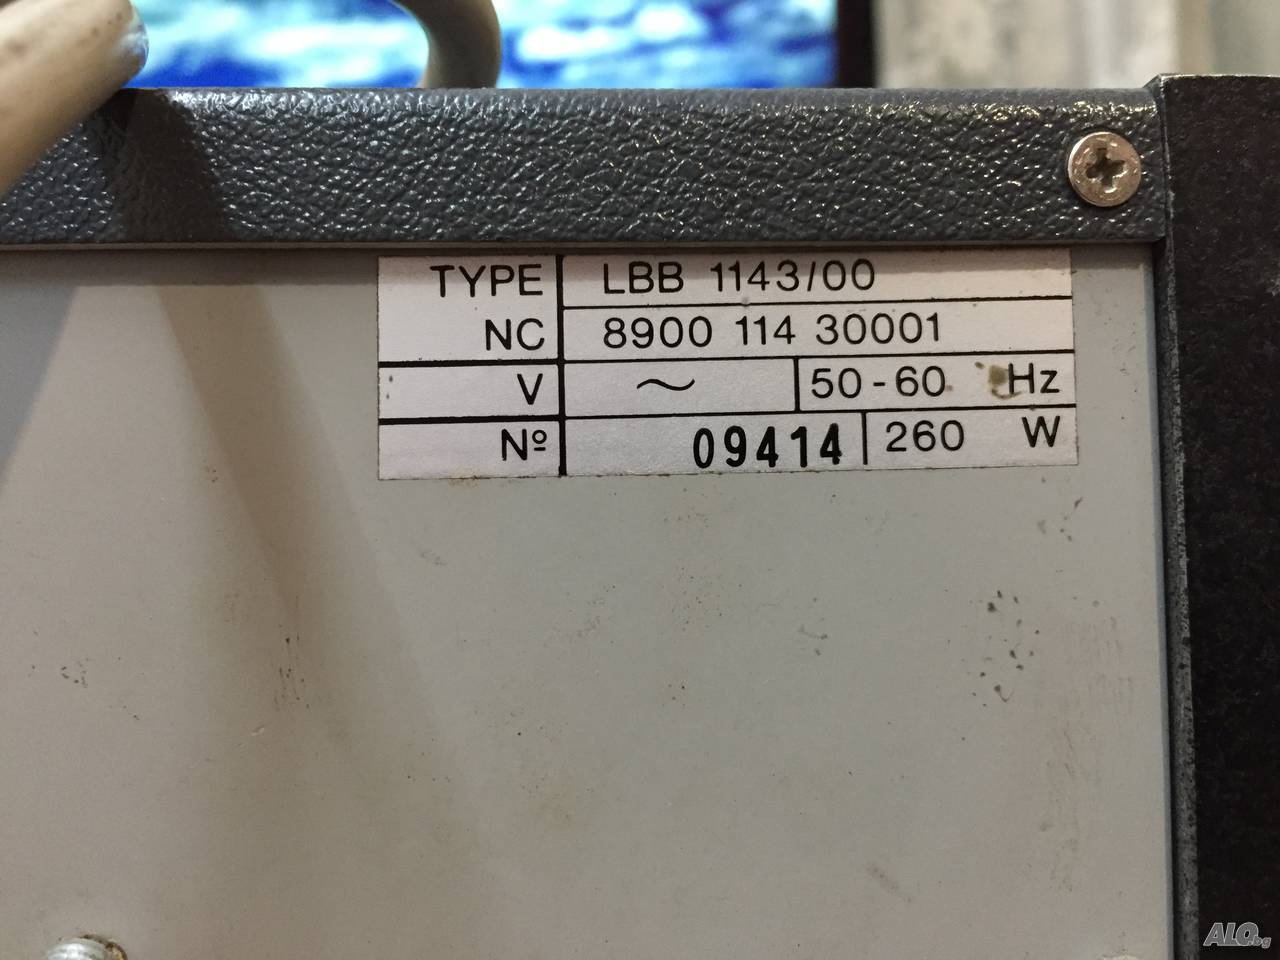 TYPE LBB 1143/00
NC 8900 114 30001
V ~ 50-60 Hz
Nº 09414 260 W
ALO.bg